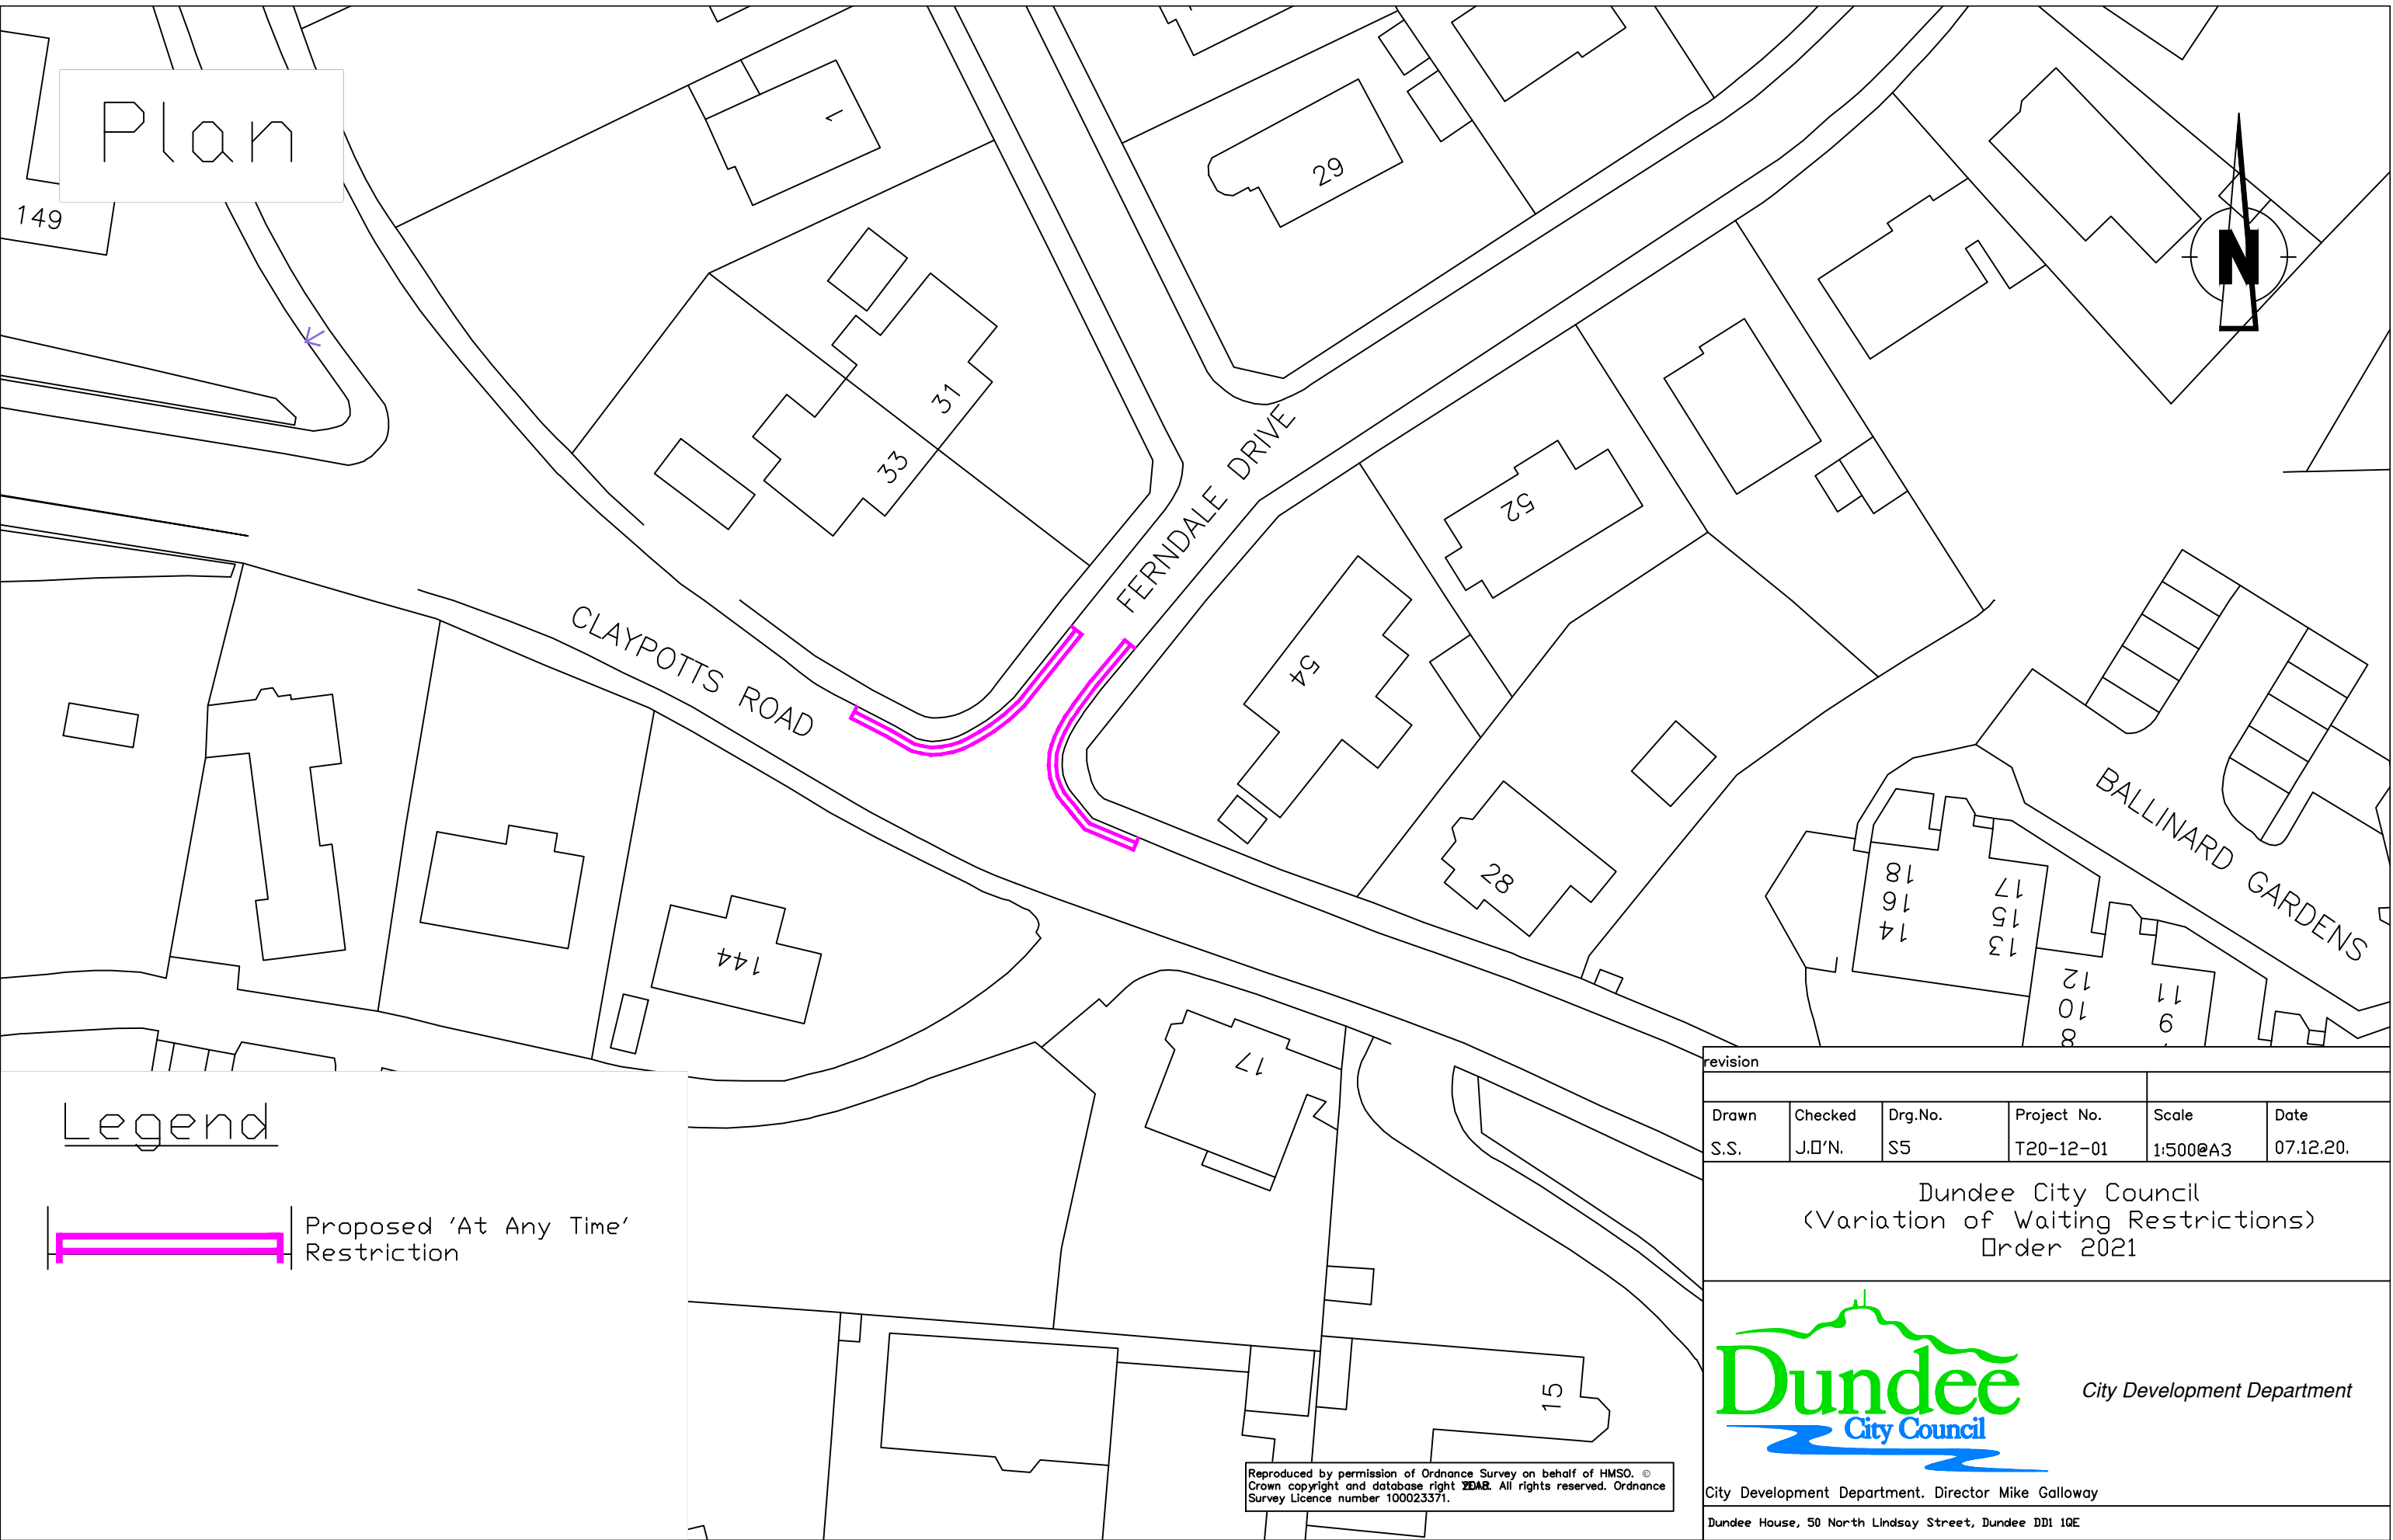 Plan
149
1
29
N
31
33
FERNDALE DRIVE
52
CLAYPOTTS ROAD
54
BALLINARD GARDENS
28
144
18
16
14
17
15
13
12
10
8
11
9
17
15
Legend
Proposed 'At Any Time'
Restriction
revision
Drawn Checked Drg.No. Project No. Scale Date
S.S. J.O'N. S5 T20-12-01 1:500@A3 07.12.20.
Dundee City Council
(Variation of Waiting Restrictions)
Order 2021
Dundee
City Council
City Development Department
City Development Department. Director Mike Galloway
Dundee House, 50 North Lindsay Street, Dundee DD1 1QE
Reproduced by permission of Ordnance Survey on behalf of HMSO. ©
Crown copyright and database right All rights reserved. Ordnance
Survey Licence number 100023371.